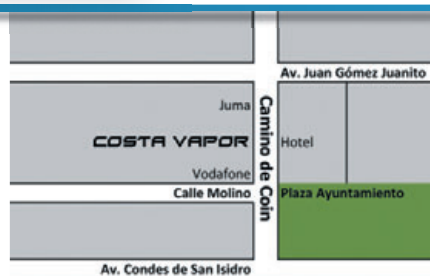 Av. Juan Gómez Juanito
Juma
Camino de Coin
COSTA VAPOR
Hotel
Vodafone
Calle Molino
Plaza Ayuntamiento
Av. Condes de San Isidro